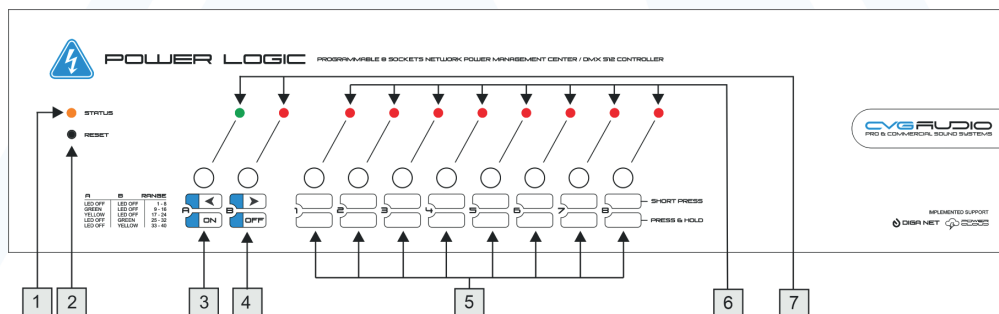 POWER LOGIC PROGRAMMABLE 8 SOCKETS NETWORK POWER MANAGEMENT CENTER / DMX 512 CONTROLLER
STATUS
RESET
CVGAUDIO
PRO & COMMERCIAL SOUND SYSTEMS
A B RANGE
LED OFF LED OFF 1 - 8
GREEN LED OFF 9 - 16
YELLOW LED OFF 17 - 24
LED OFF GREEN 25 - 32
LED OFF YELLOW 33 - 40
A < ON
B > OFF
1 2 3 4 5 6 7 8
SHORT PRESS
PRESS & HOLD
IMPLEMENTED SUPPORT
DIGA NET POWER CLOUD
1 2 3 4 5 6 7